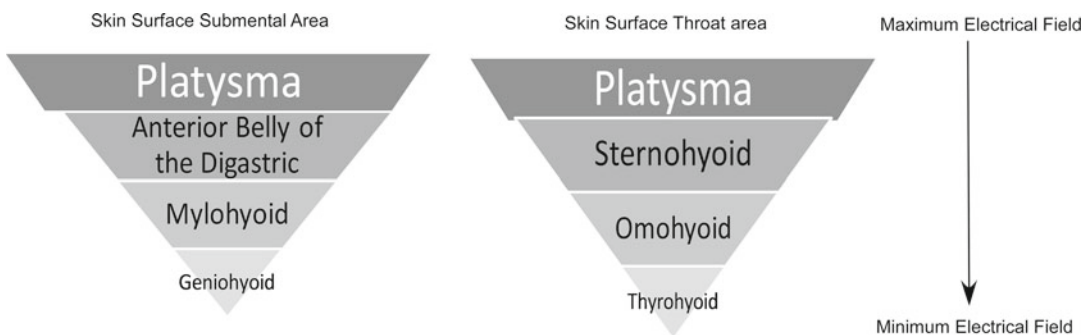 Skin Surface Submental Area
Platysma
Anterior Belly of
the Digastric
Mylohyoid
Geniohyoid
Skin Surface Throat area
Platysma
Sternohyoid
Omohyoid
Thyrohyoid
Maximum Electrical Field
Minimum Electrical Field